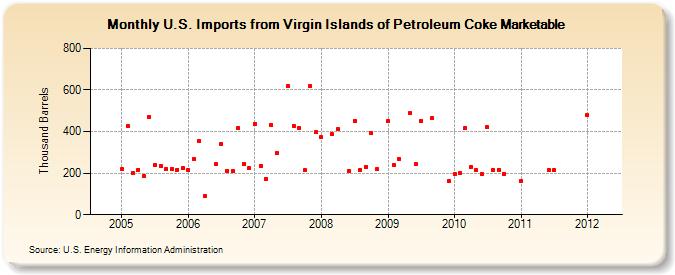 Monthly U.S. Imports from Virgin Islands of Petroleum Coke Marketable
Thousand Barrels
800
600
400
200
0
2005 2006 2007 2008 2009 2010 2011 2012
Source: U.S. Energy Information Administration